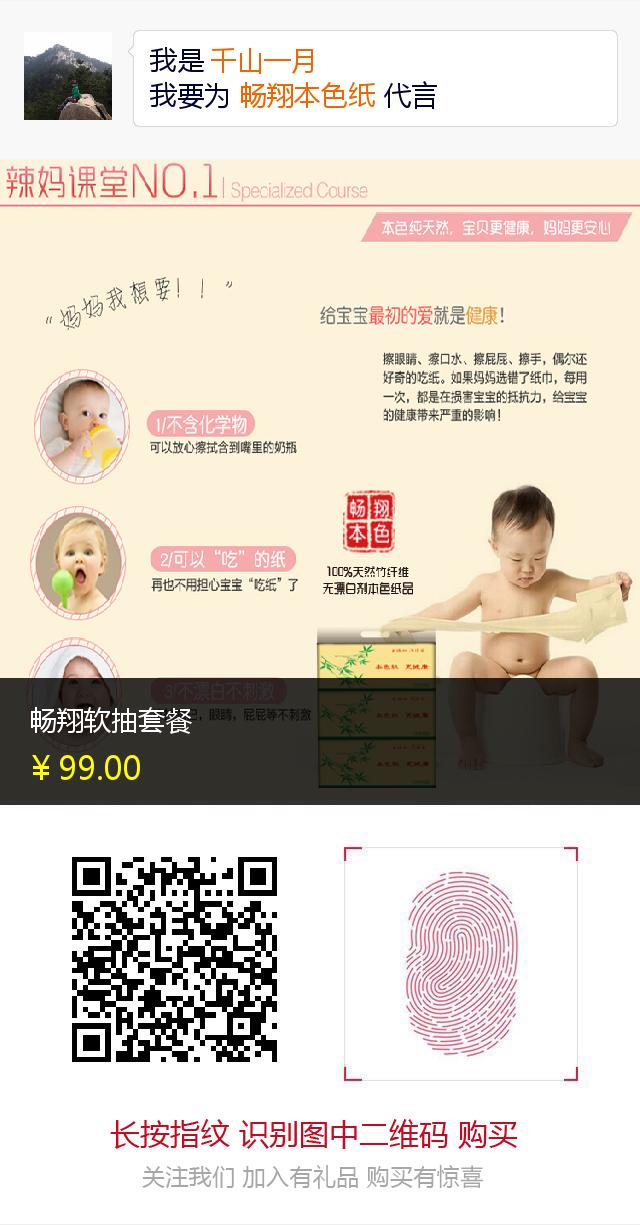 我是 千山一月
我要为 畅翔本色纸 代言
辣妈课堂NO.1 | Specialized Course
本色纯天然，宝贝更健康，妈妈更安心
“妈妈我想要！！”
给宝宝最初的爱就是健康！
擦眼睛、擦口水、擦屁屁、擦手，偶尔还
好奇的吃纸。如果妈妈选错了纸巾，每用
一次，都是在损害宝宝的抵抗力，给宝宝
的健康带来严重的影响！
1/不含化学物
可以放心擦拭含到嘴里的奶瓶
畅翔
本色
2/可以“吃”的纸
再也不用担心宝宝“吃纸”了
100%天然竹纤维
无漂白剂本色纸品
本色软 更健康
3/不漂白不刺激
眼睛，屁屁等不刺激
畅翔软抽套餐
¥ 99.00
长按指纹 识别图中二维码 购买
关注我们 加入有礼品 购买有惊喜